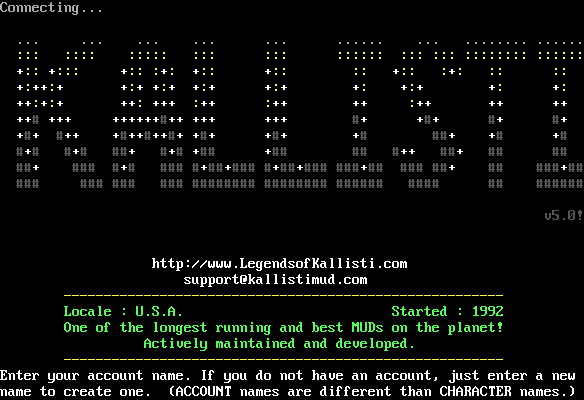 Connecting...
KALLISTI
v5.0!
http://www.LegendsofKallisti.com
support@kallistimud.com
Locale : U.S.A. Started : 1992
One of the longest running and best MUDs on the planet!
Actively maintained and developed.
Enter your account name. If you do not have an account, just enter a new
name to create one. (ACCOUNT names are different than CHARACTER names.)